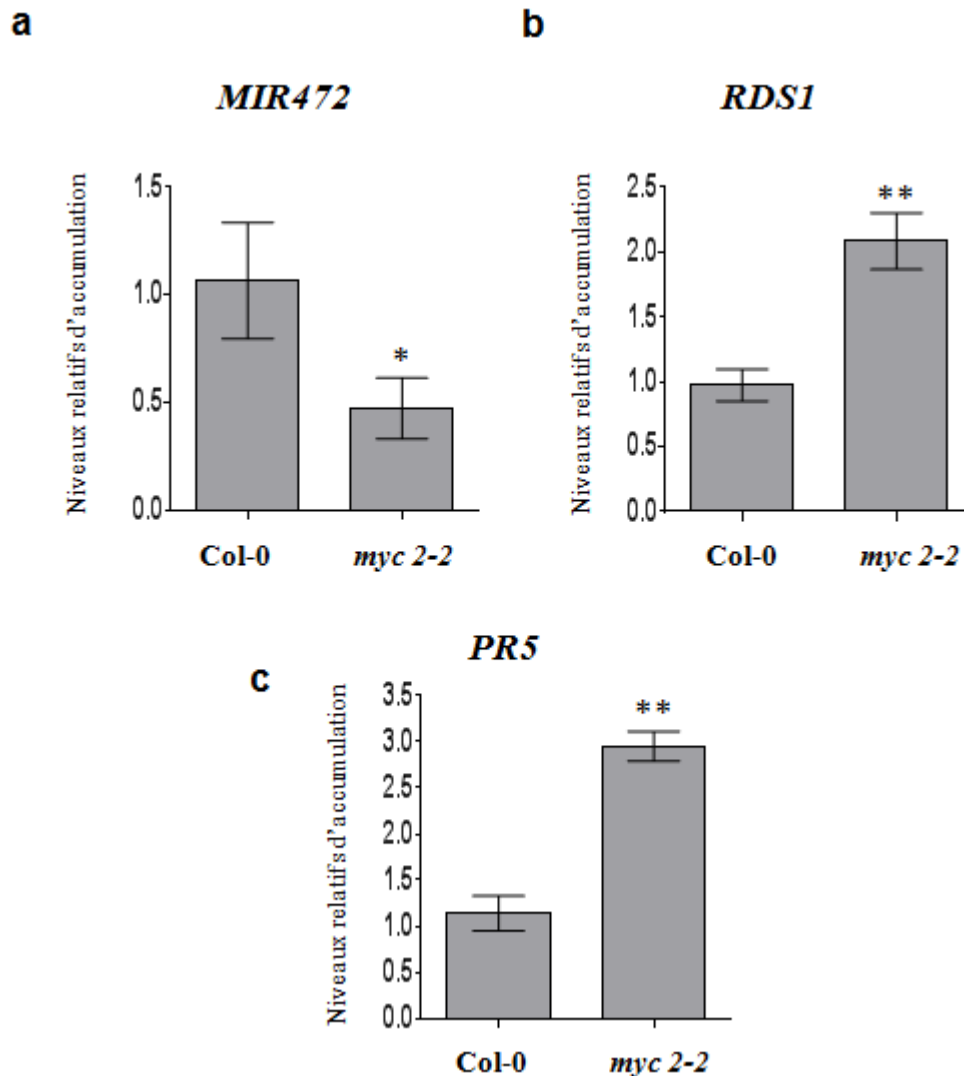 a
MIR472
Niveaux relatifs d'accumulation
1.5
1.0
0.5
0.0
*
Col-0
myc 2-2
b
RDS1
Niveaux relatifs d'accumulation
2.5
2.0
1.5
1.0
0.5
0.0
**
Col-0
myc 2-2
c
PR5
Niveaux relatifs d'accumulation
3.5
3.0
2.5
2.0
1.5
1.0
0.5
0.0
**
Col-0
myc 2-2